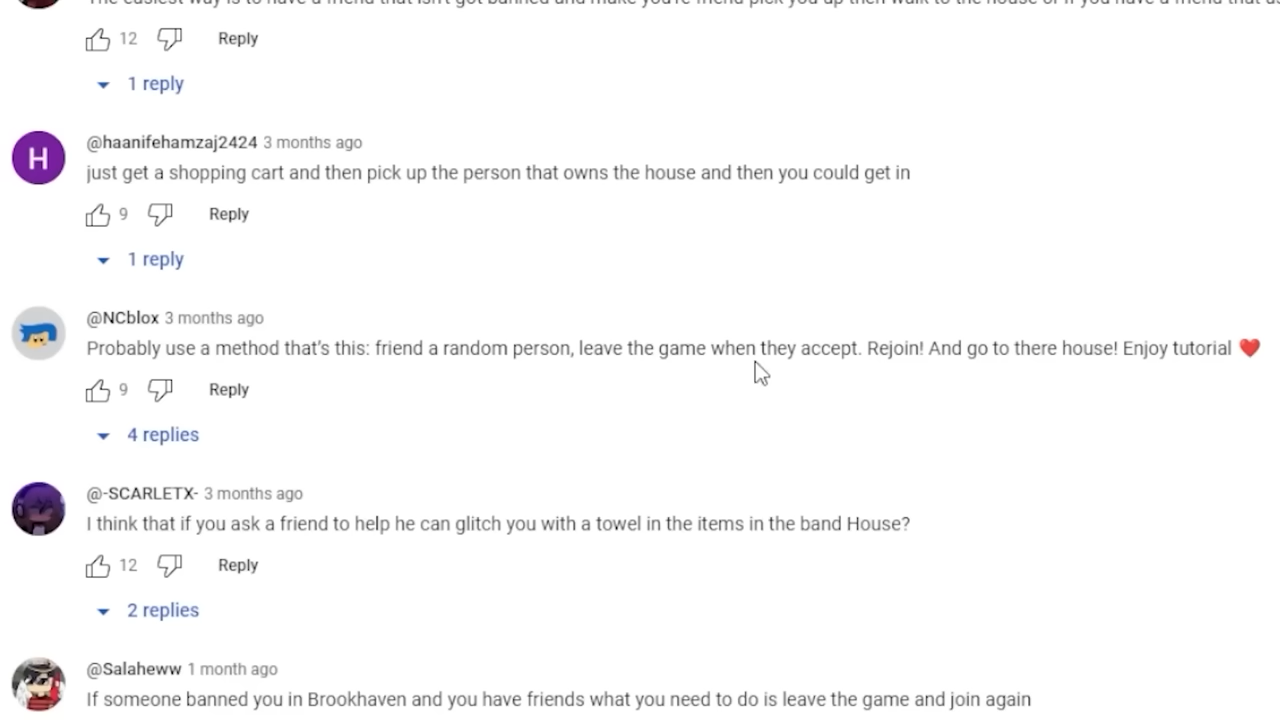 The easiest way is to have a friend that isn't got banned and make you're friend pick you up then walk to the house or if you have a friend that
12 Reply
1 reply
H
@haanifehamzaj2424 3 months ago
just get a shopping cart and then pick up the person that owns the house and then you could get in
9 Reply
1 reply
@NCblox 3 months ago
Probably use a method that's this: friend a random person, leave the game when they accept. Rejoin! And go to there house! Enjoy tutorial ❤️
9 Reply
4 replies
@-SCARLETX- 3 months ago
I think that if you ask a friend to help he can glitch you with a towel in the items in the band House?
12 Reply
2 replies
@Salaheww 1 month ago
If someone banned you in Brookhaven and you have friends what you need to do is leave the game and join again